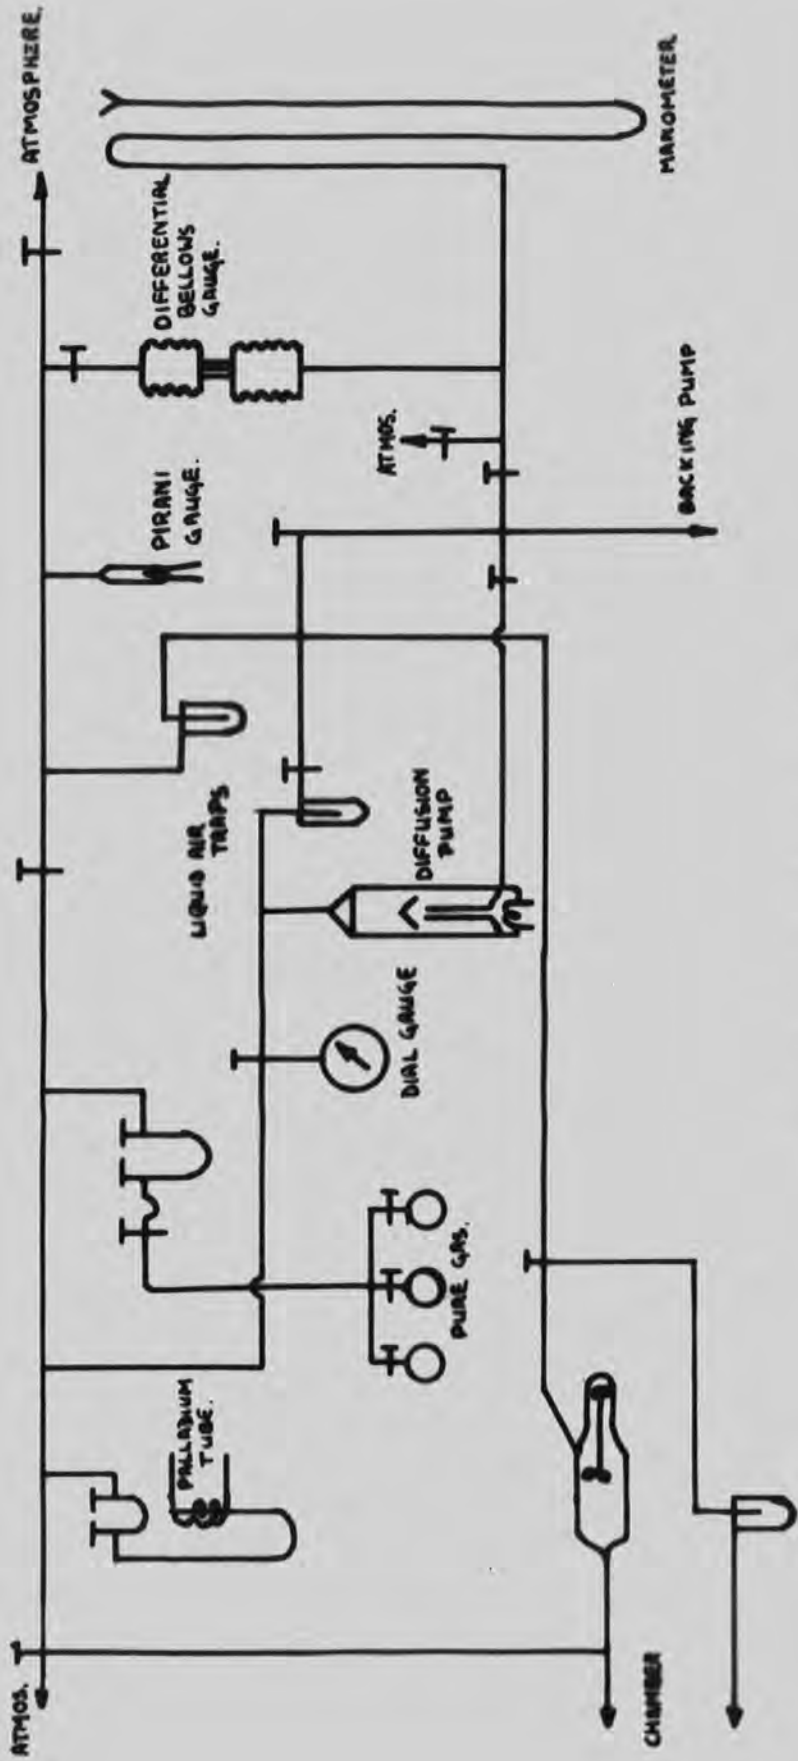 ATMOSPHZRE.
DIFFERENTIAL
BELLOWS
GAUGE.
MANOMETER
PIRANI
GAUGE.
ATMOS.
BACKING PUMP
LIQUID AIR
TRAPS
DIFFUSION
PUMP
DIAL GAUGE
PURE GAS.
PALLADIUM
TUBE.
ATMOS.
CHAMBER